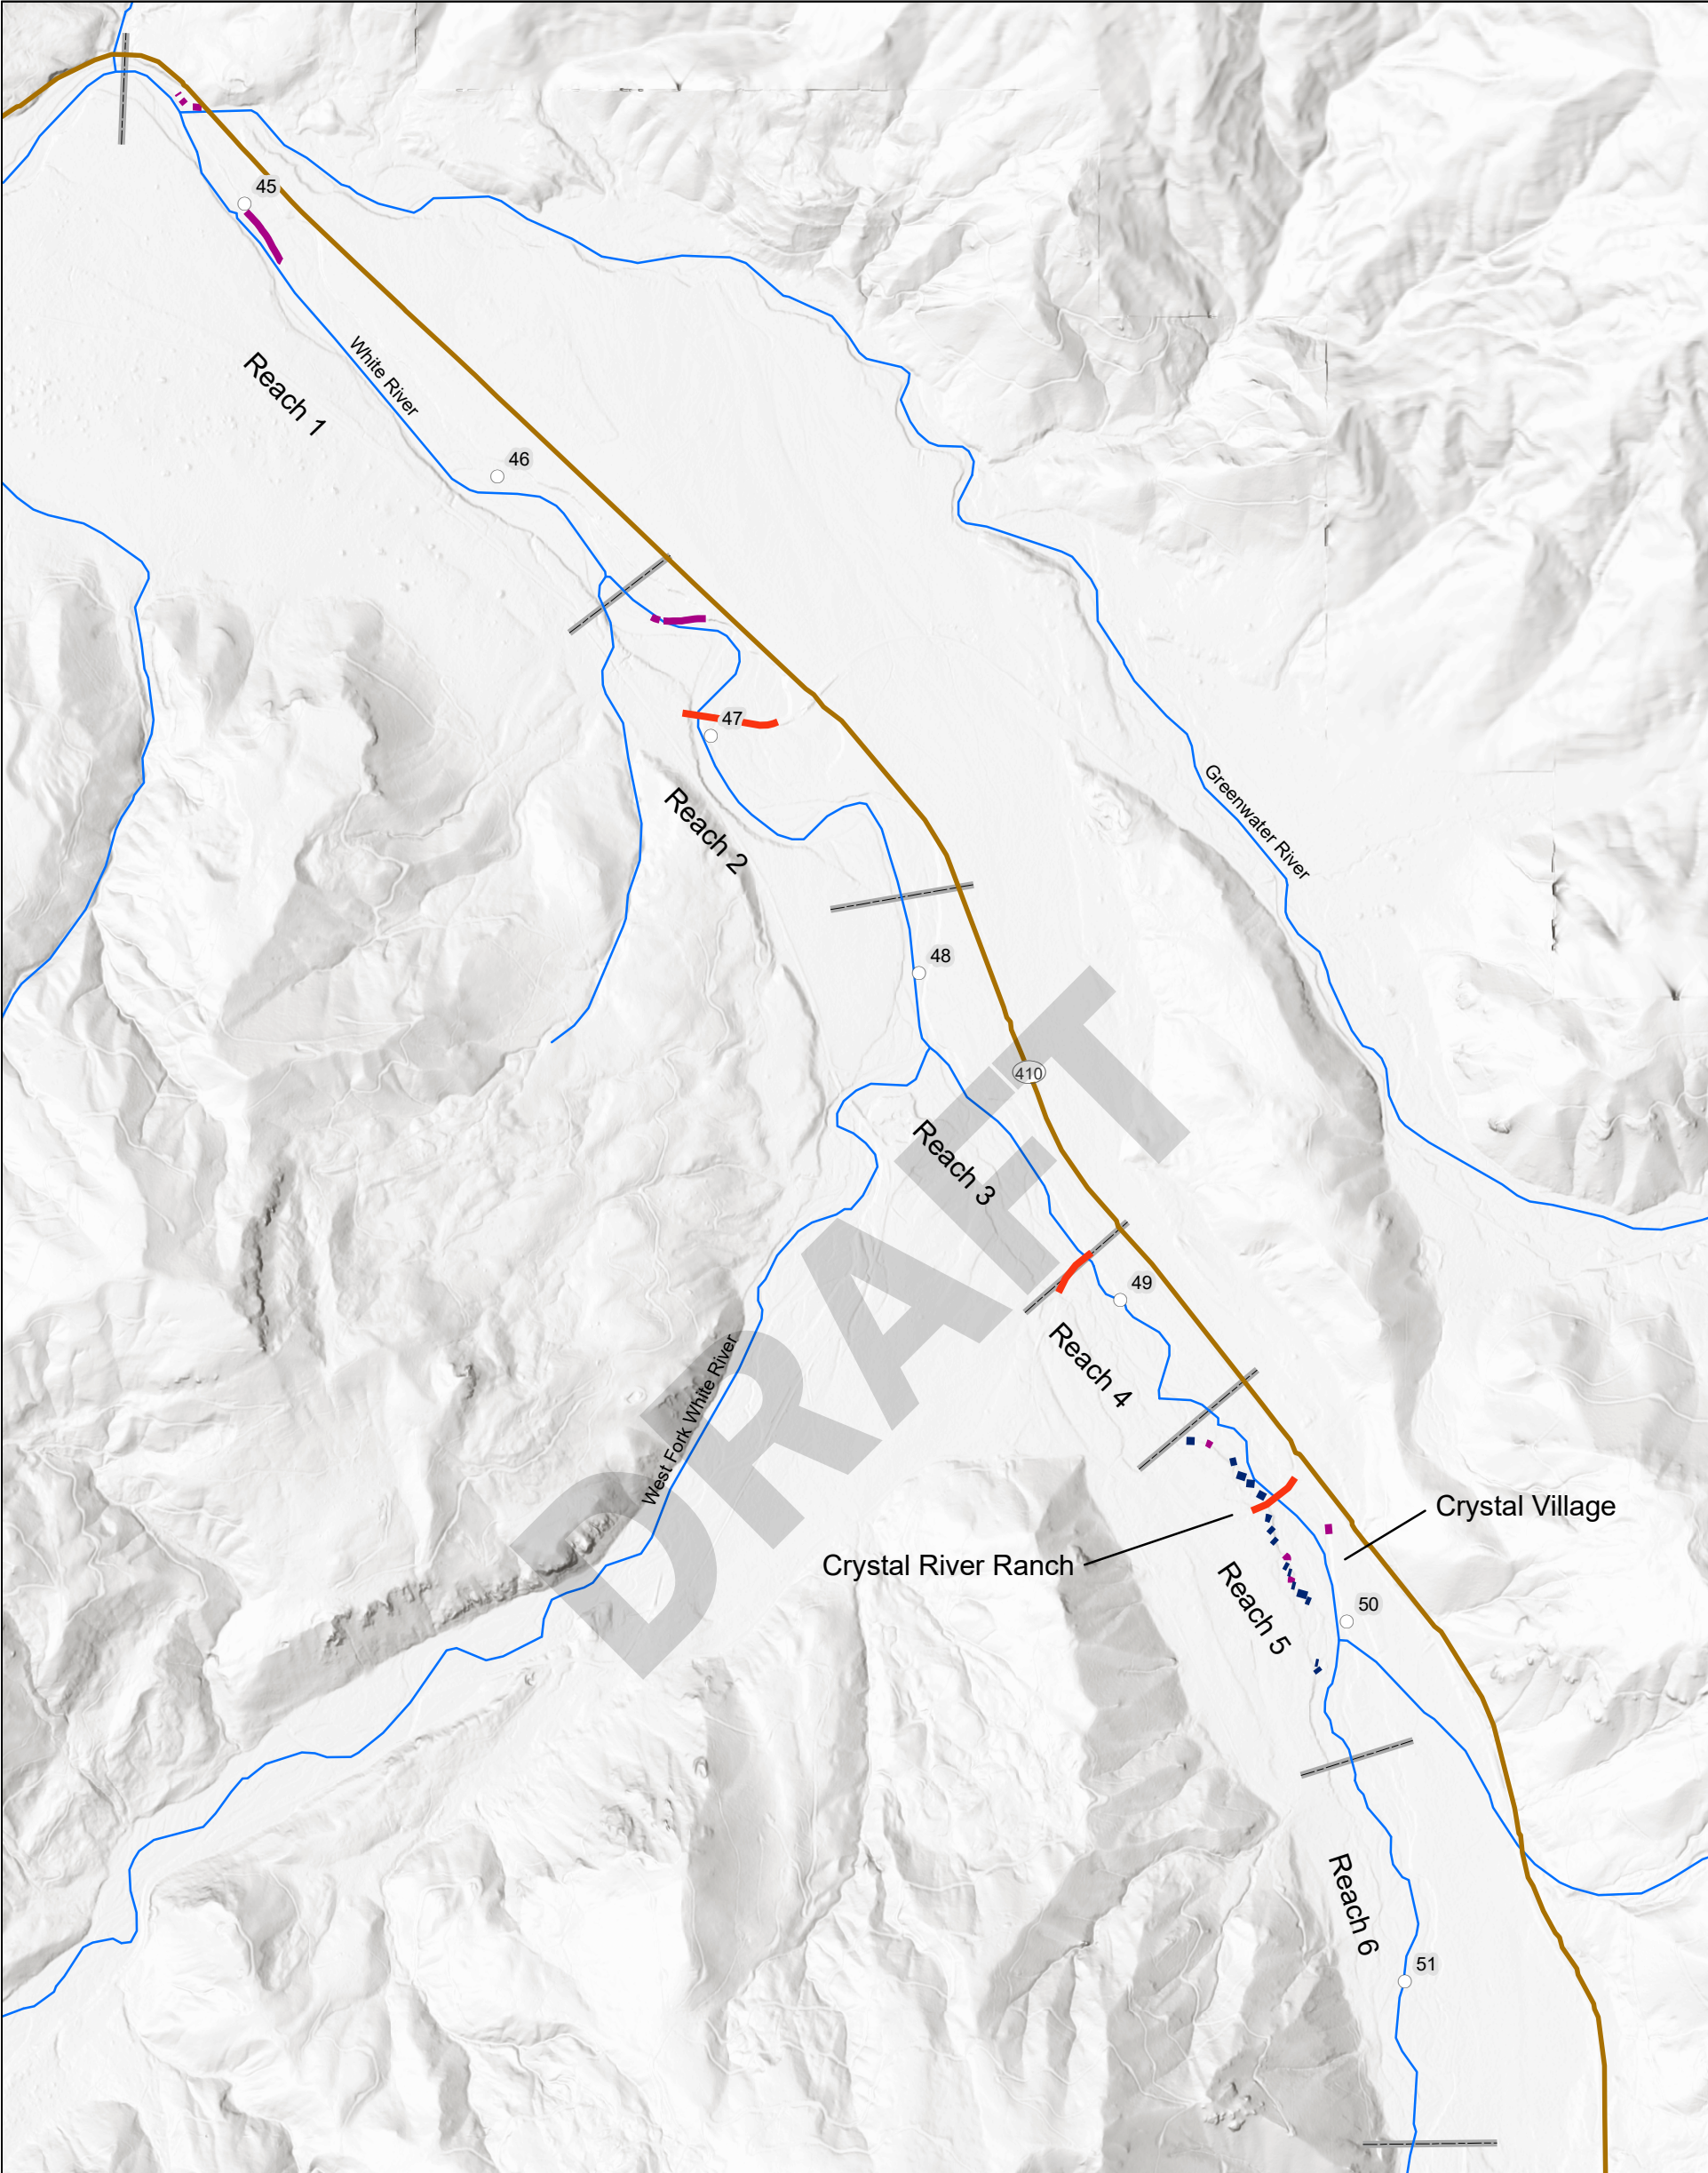 45
White River
Reach 1
46
47
Greenwater River
Reach 2
48
410
Reach 3
DRAFT
49
Reach 4
West Fork White River
Crystal Village
Crystal River Ranch
Reach 5
50
Reach 6
51